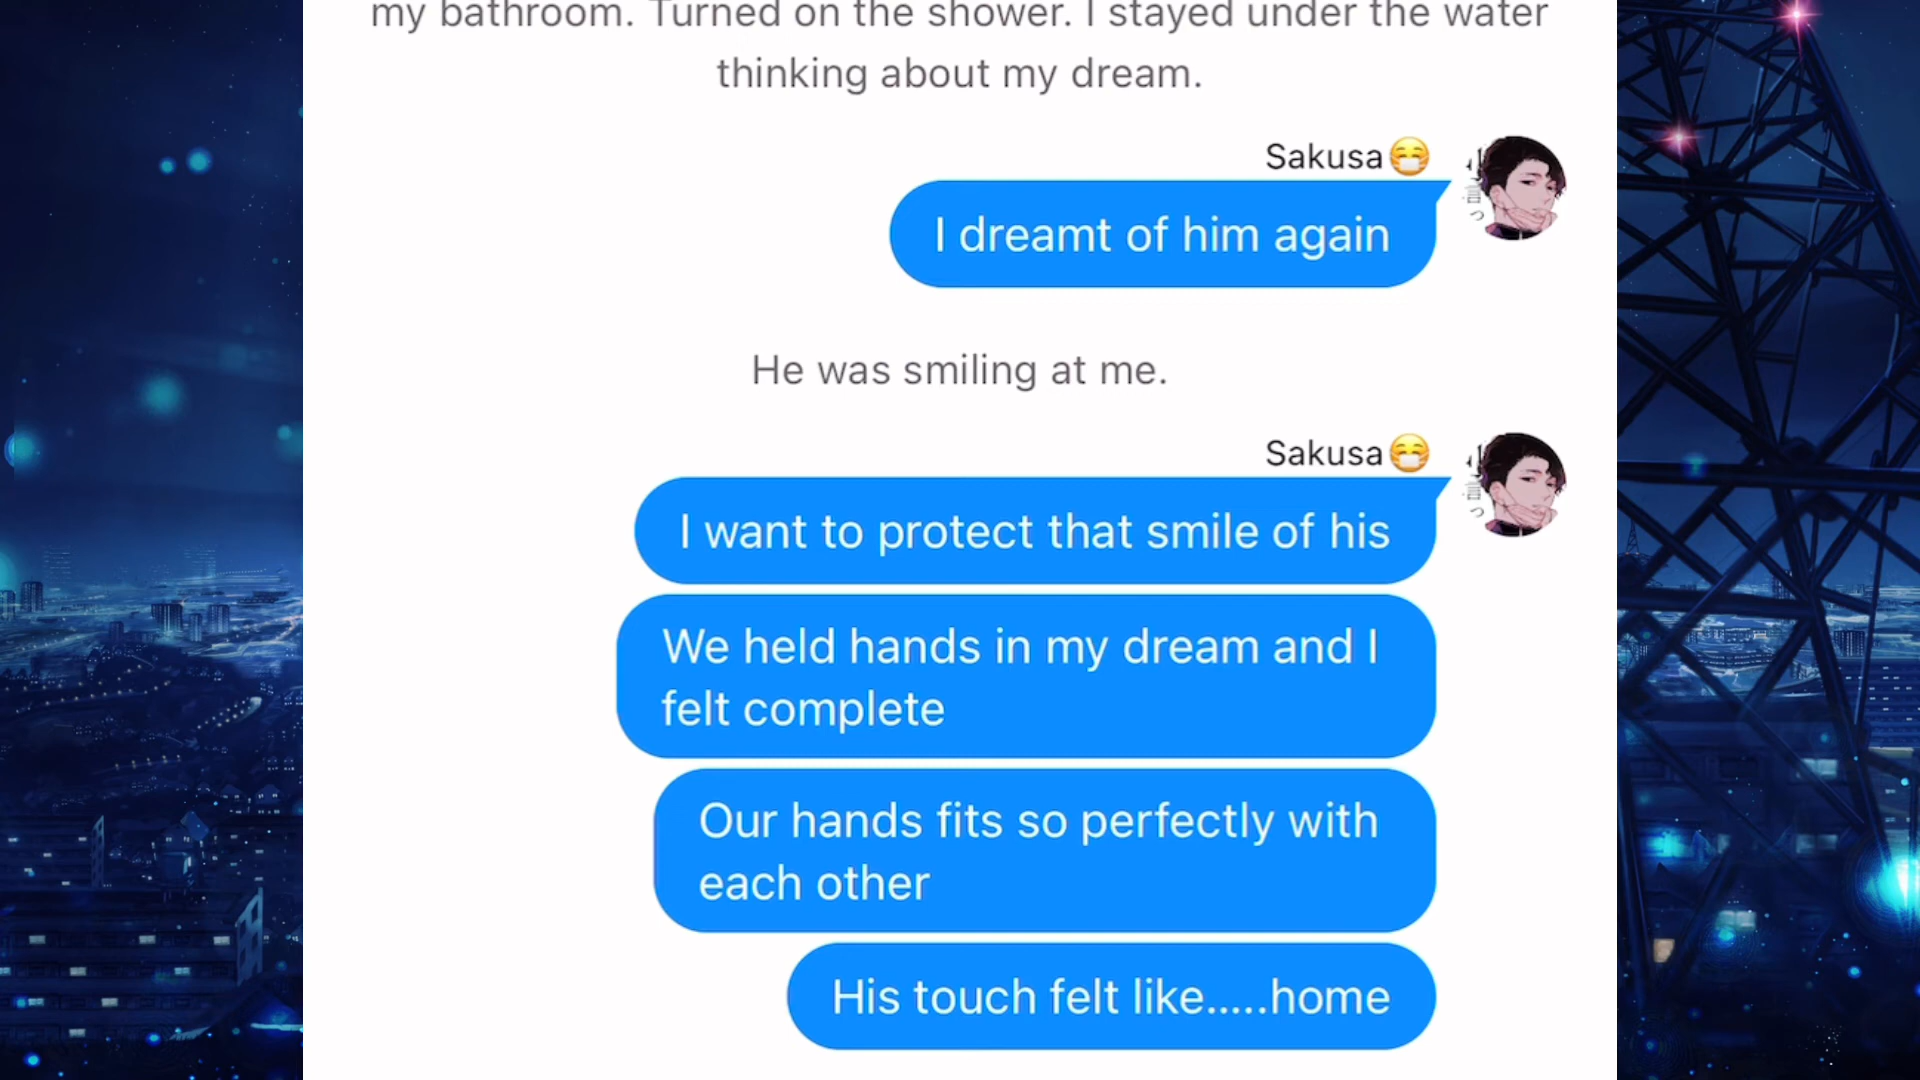 my bathroom. Turned on the shower. I stayed under the water
thinking about my dream.
Sakusa😷
I dreamt of him again
He was smiling at me.
Sakusa😷
I want to protect that smile of his
We held hands in my dream and I
felt complete
Our hands fits so perfectly with
each other
His touch felt like.....home